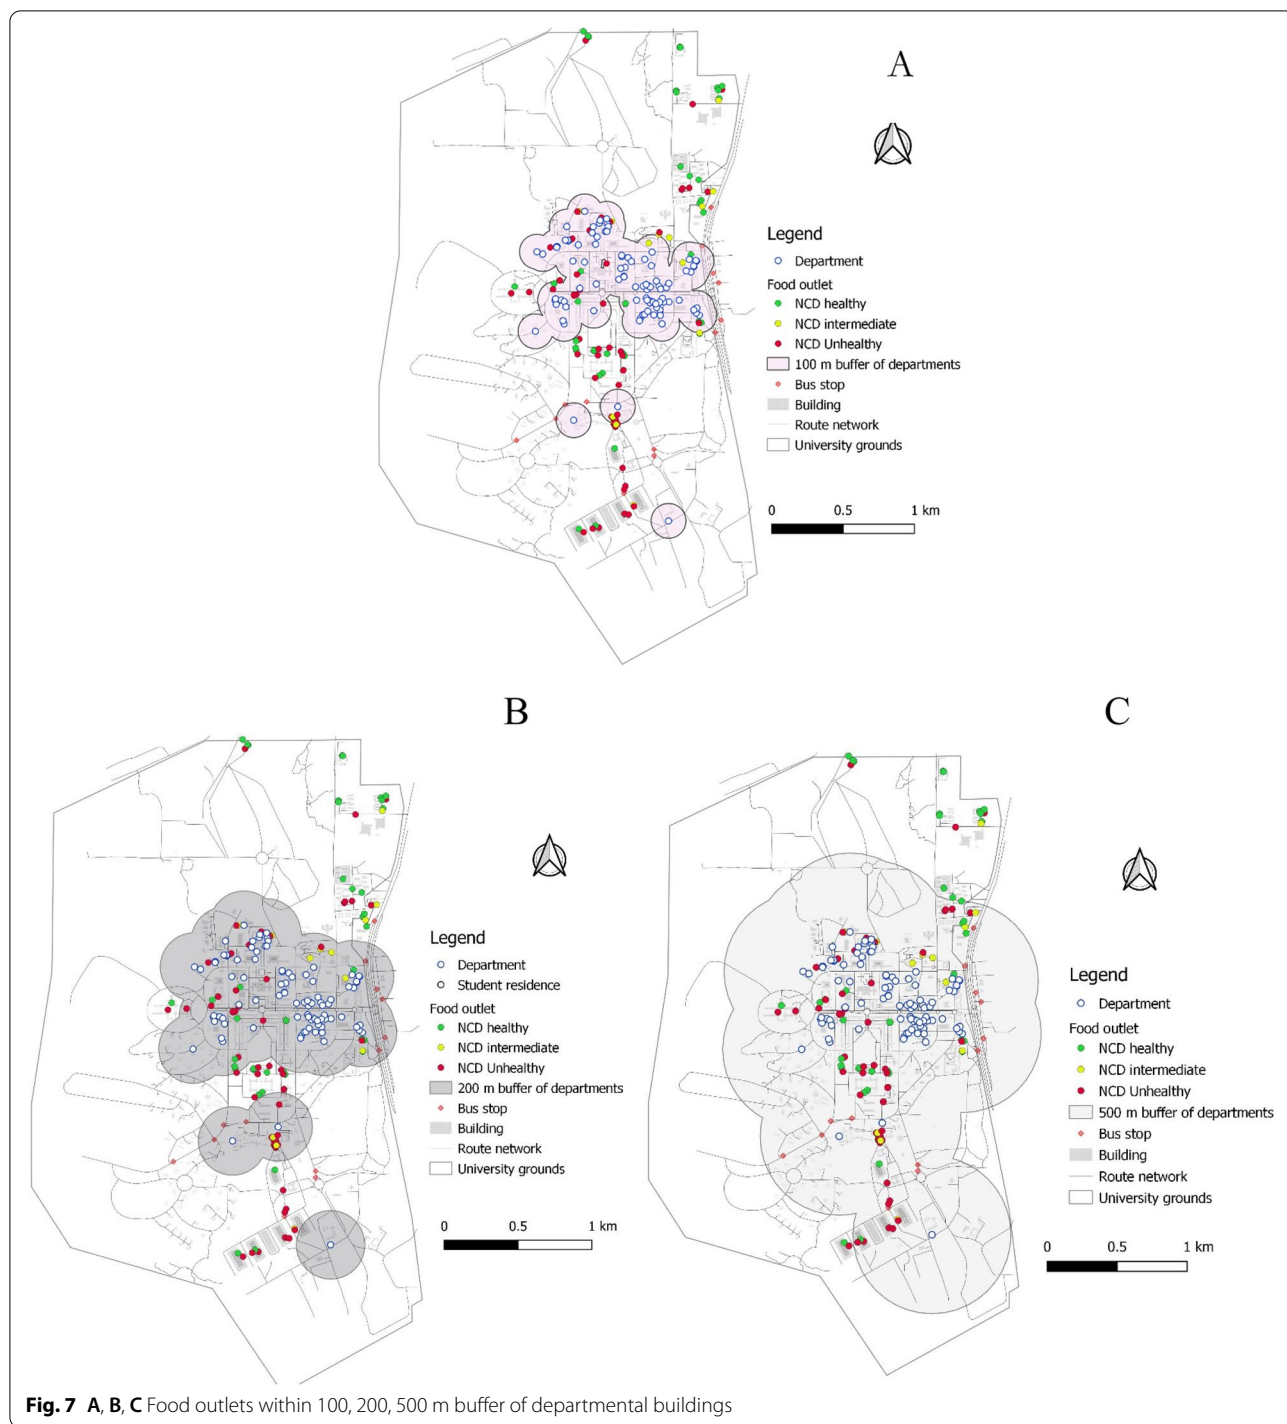 A
Legend
Department
Food outlet
NCD healthy
NCD intermediate
NCD Unhealthy
100 m buffer of departments
Bus stop
Building
Route network
University grounds
0 0.5 1 km
B
Legend
Department
Student residence
Food outlet
NCD healthy
NCD intermediate
NCD Unhealthy
200 m buffer of departments
Bus stop
Building
Route network
University grounds
0 0.5 1 km
C
Legend
Department
Food outlet
NCD healthy
NCD intermediate
NCD Unhealthy
500 m buffer of departments
Bus stop
Building
Route network
University grounds
0 0.5 1 km
Fig. 7 A, B, C Food outlets within 100, 200, 500 m buffer of departmental buildings